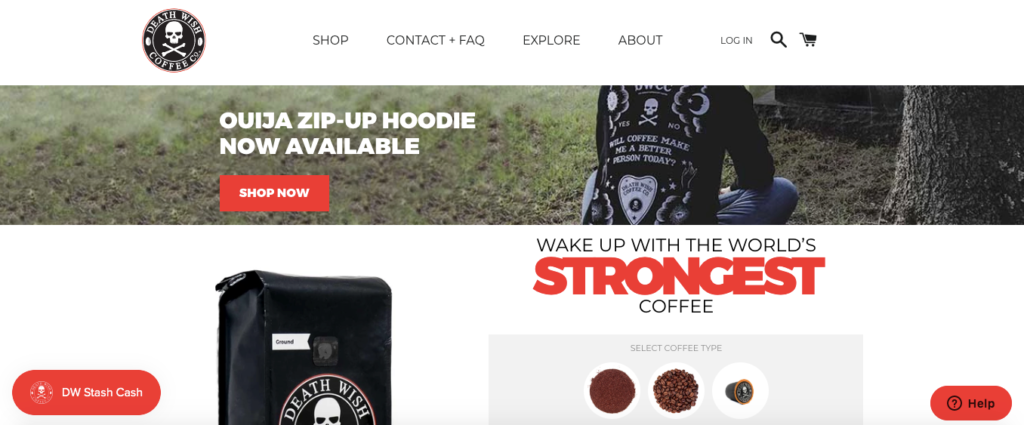 DEATH WISH
COFFEE CO.
SHOP
CONTACT + FAQ
EXPLORE
ABOUT
LOG IN
OUIJA ZIP-UP HOODIE
NOW AVAILABLE
SHOP NOW
DWCC
YES
NO
WILL COFFEE MAKE
ME A BETTER
PERSON TODAY?
DEATH WISH
COFFEE CO
WAKE UP WITH THE WORLD'S
STRONGEST
COFFEE
SELECT COFFEE TYPE
Ground
DEATH WISH
DW Stash Cash
Help